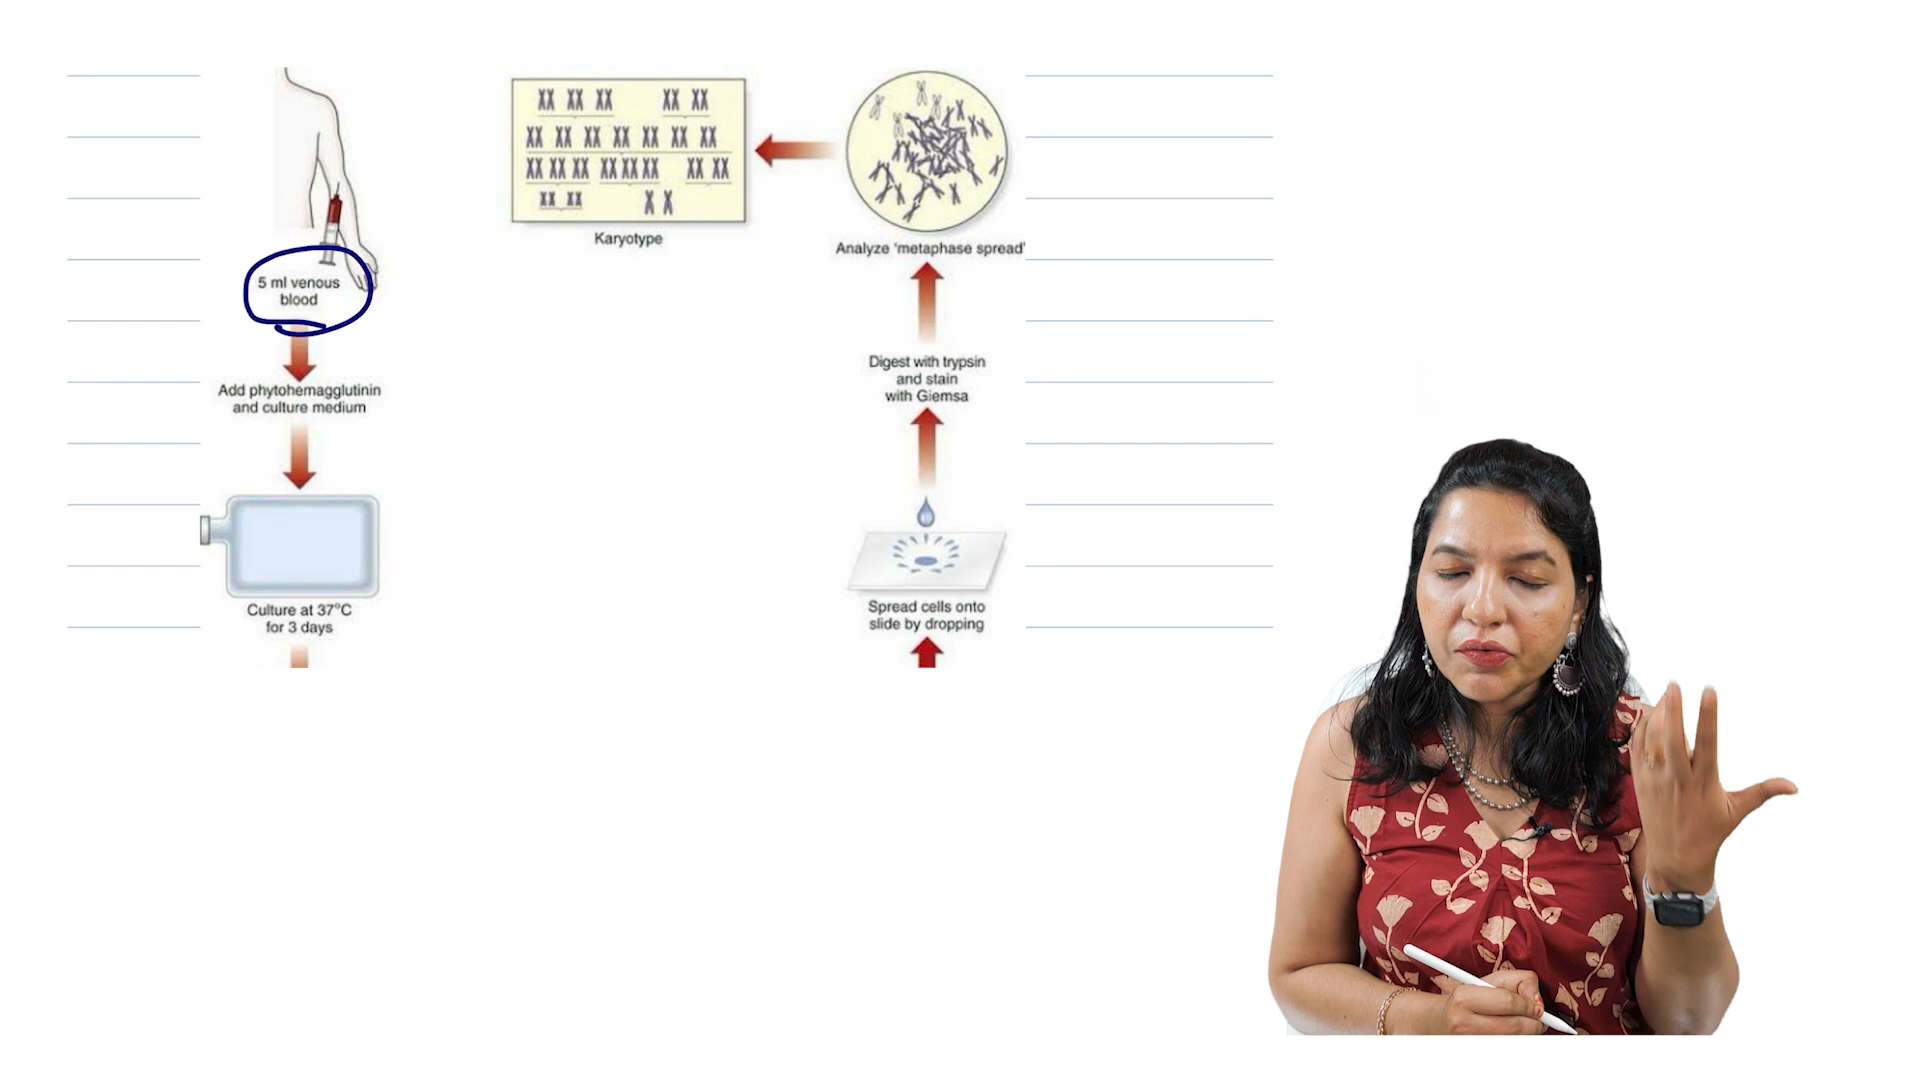 5 ml venous
blood
Add phytohemagglutinin
and culture medium
Culture at 37°C
for 3 days
Karyotype
Analyze ‘metaphase spread’
Digest with trypsin
and stain
with Giemsa
Spread cells onto
slide by dropping